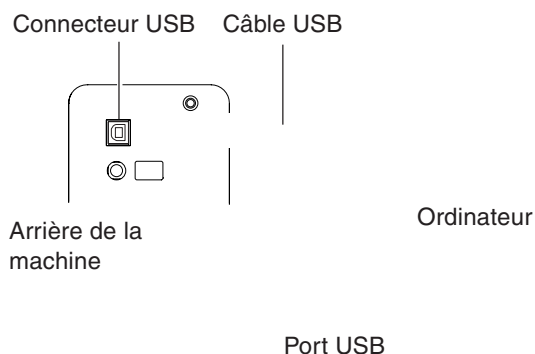 Connecteur USB
Câble USB
Arrière de la
machine
Ordinateur
Port USB